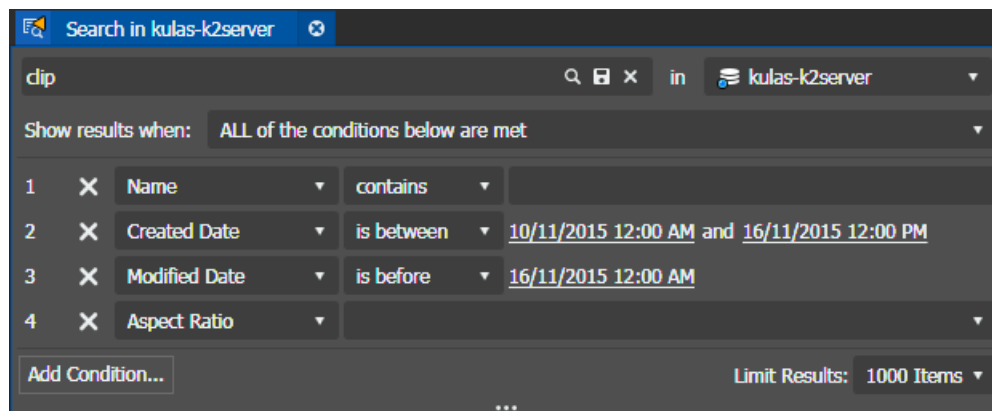 Search in kulas-k2server
clip in kulas-k2server
Show results when: ALL of the conditions below are met
1 Name contains
2 Created Date is between 10/11/2015 12:00 AM and 16/11/2015 12:00 PM
3 Modified Date is before 16/11/2015 12:00 AM
4 Aspect Ratio
Add Condition... Limit Results: 1000 Items